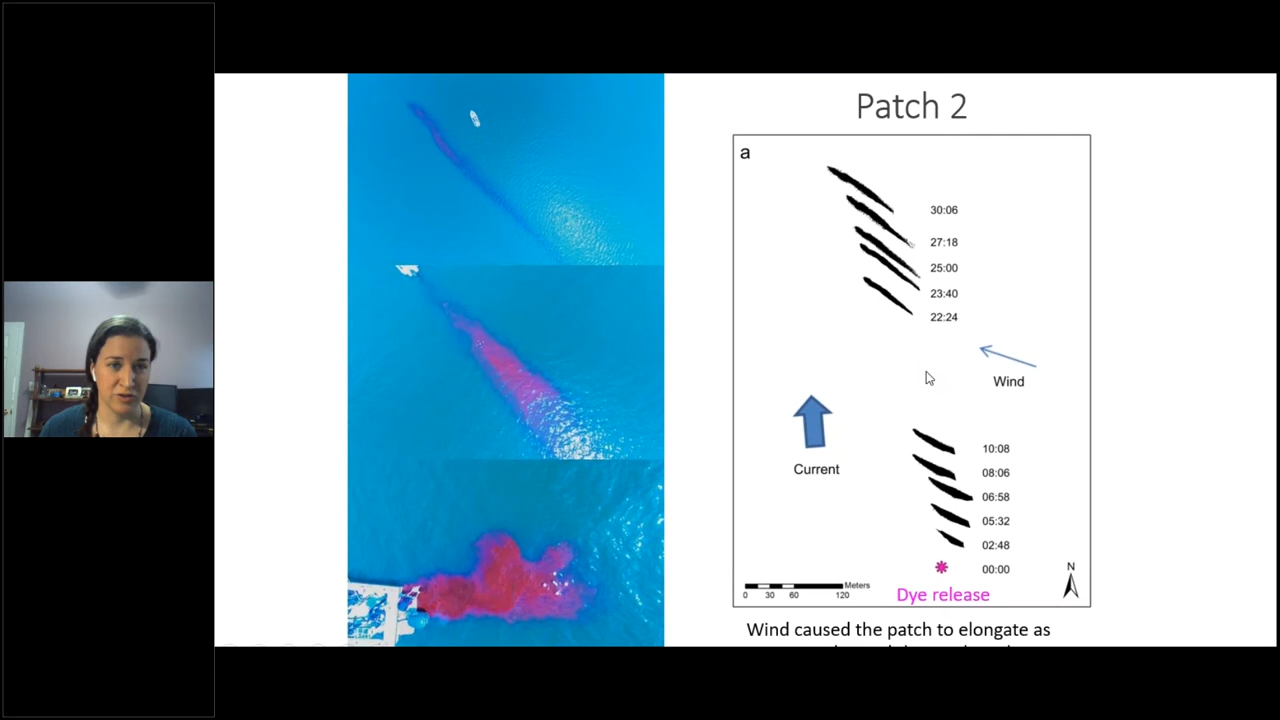 Patch 2
a
30:06
27:18
25:00
23:40
22:24
Wind
Current
10:08
08:06
06:58
05:32
02:48
00:00
N
Meters
0 30 60 120
Dye release
Wind caused the patch to elongate as